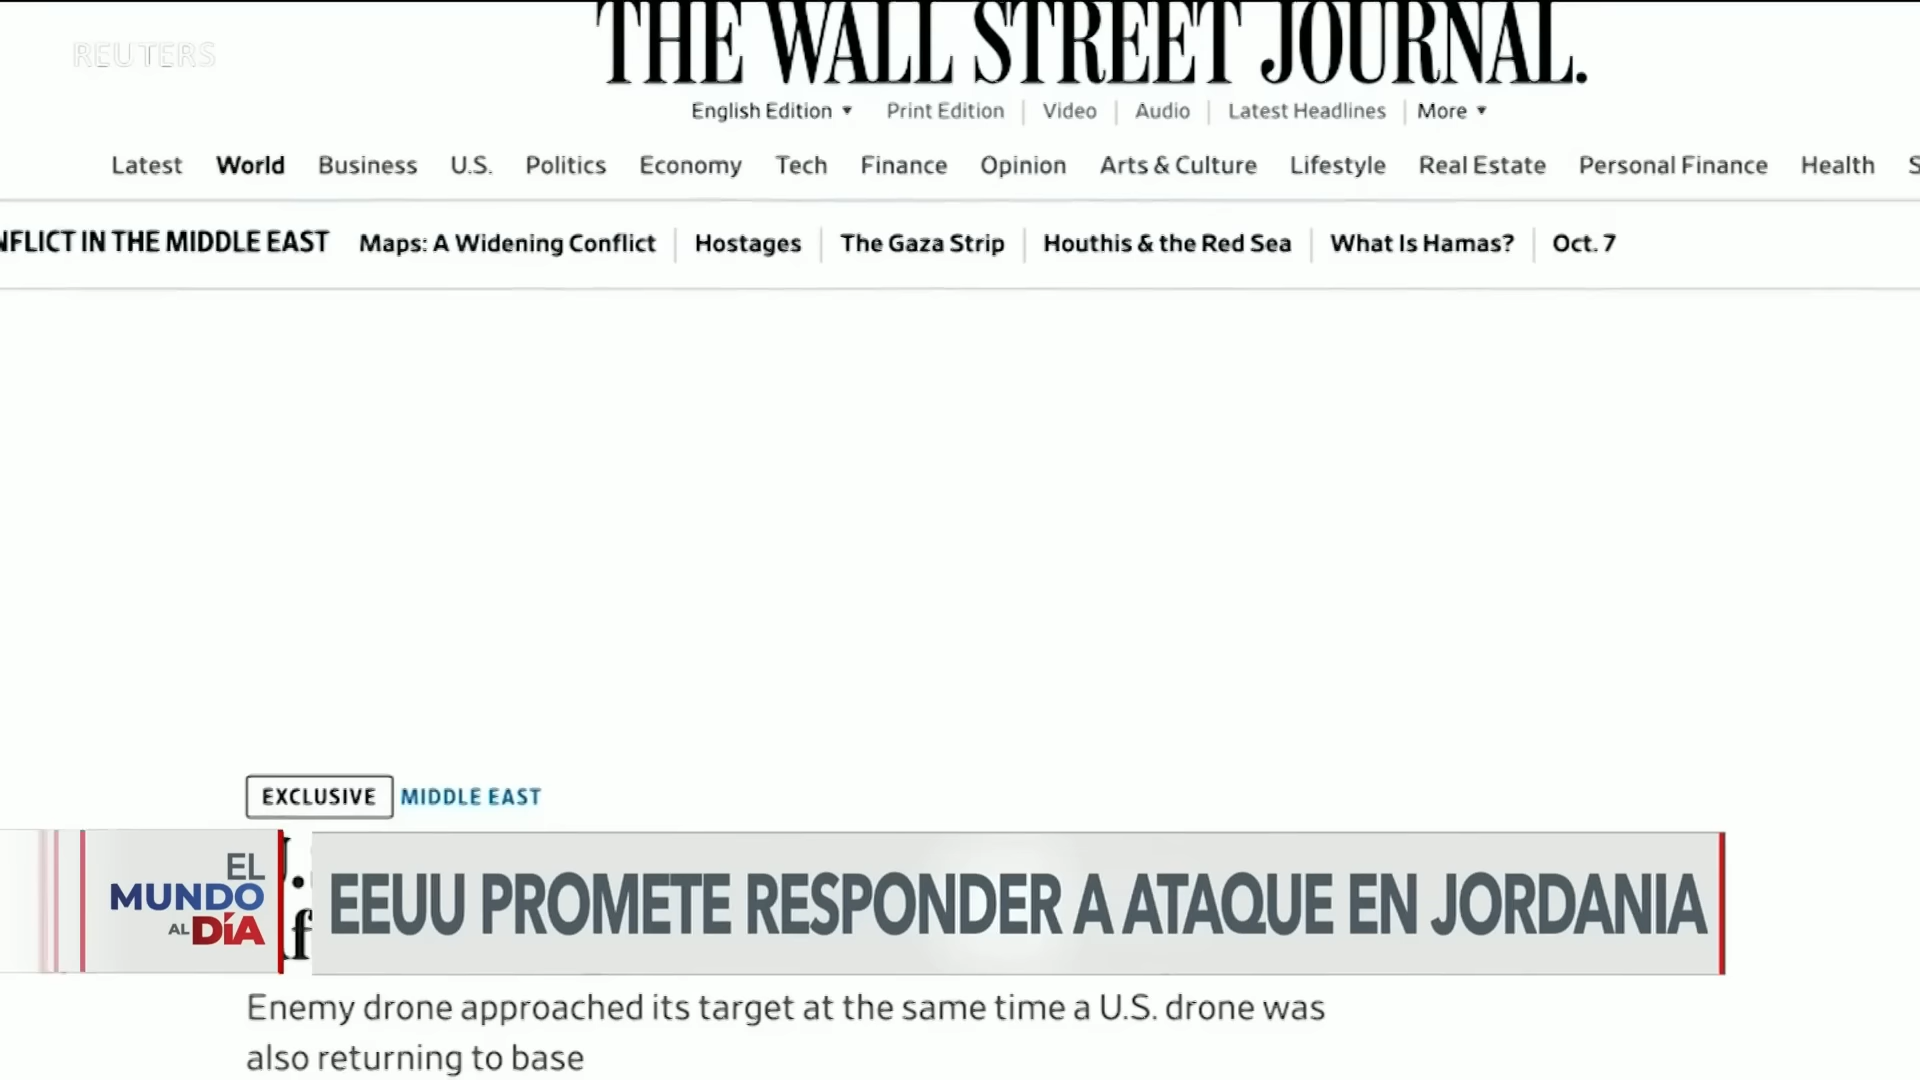 REUTERS
THE WALL STREET JOURNAL.
English Edition Print Edition Video Audio Latest Headlines More
Latest World Business U.S. Politics Economy Tech Finance Opinion Arts & Culture Lifestyle Real Estate Personal Finance Health
IN THE MIDDLE EAST Maps: A Widening Conflict Hostages The Gaza Strip Houthis & the Red Sea What Is Hamas? Oct. 7
EXCLUSIVE MIDDLE EAST
EL
MUNDO
AL DÍA
EEUU PROMETE RESPONDER A ATAQUE EN JORDANIA
Enemy drone approached its target at the same time a U.S. drone was
also returning to base